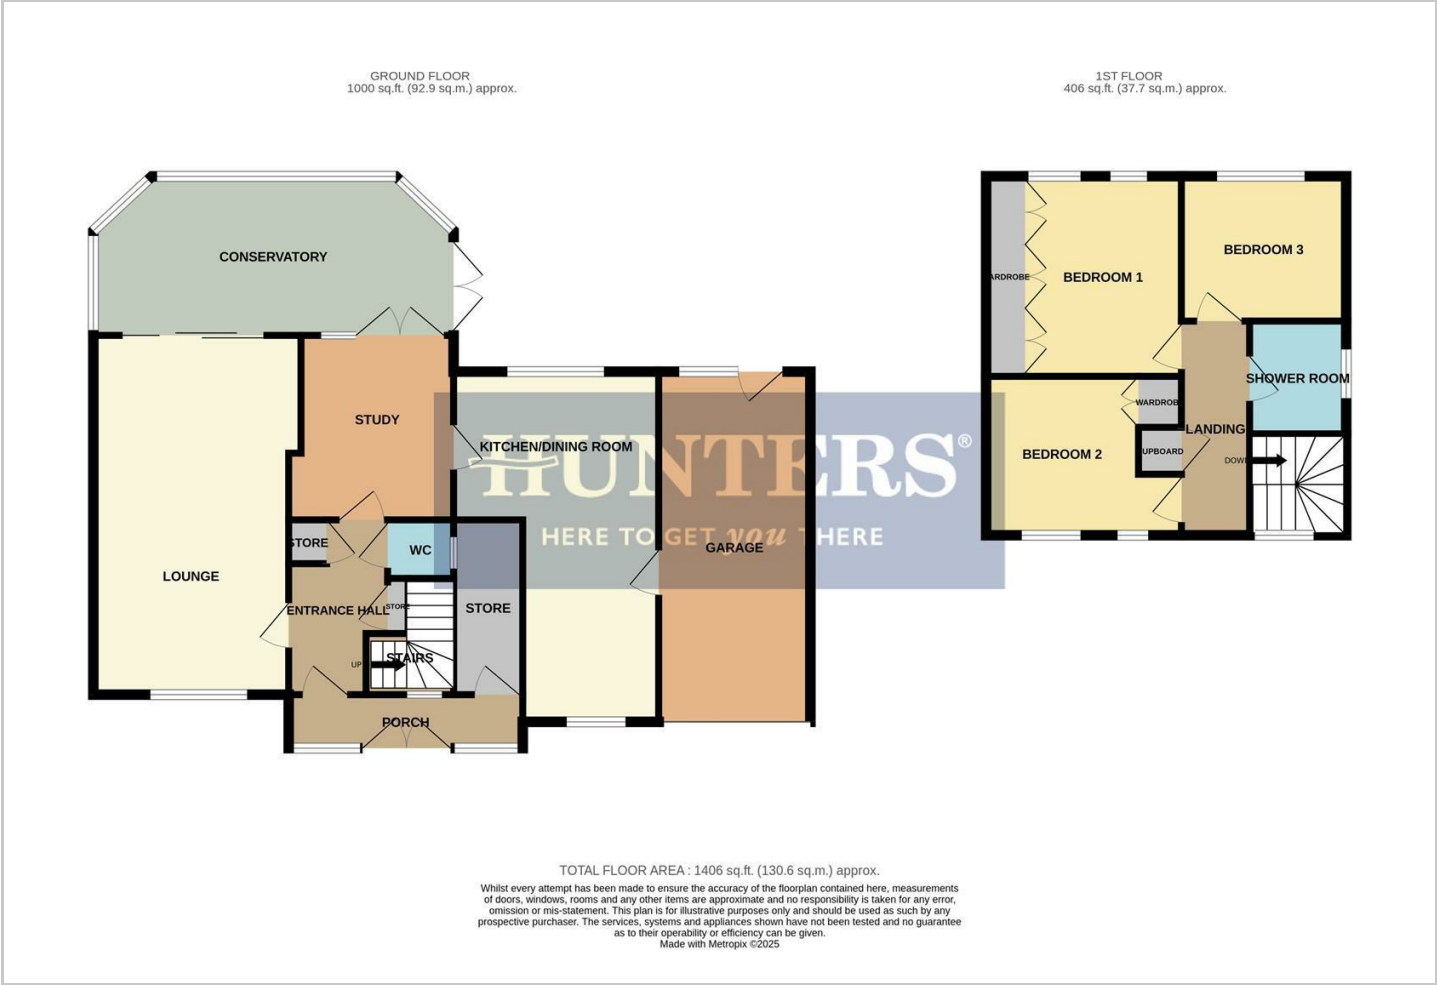 GROUND FLOOR
1000 sq.ft. (92.9 sq.m.) approx.
1ST FLOOR
406 sq.ft. (37.7 sq.m.) approx.
CONSERVATORY
STUDY
KITCHEN/DINING ROOM
HUNTERS®
HERE TO GET you THERE
GARAGE
STORE
WC
LOUNGE
ENTRANCE HALL
STORE
STORE
STAIRS
UP
PORCH
BEDROOM 3
ARDROBE
BEDROOM 1
SHOWER ROOM
WARDROB
LANDING
BEDROOM 2
UPBOARD
DOW
TOTAL FLOOR AREA : 1406 sq.ft. (130.6 sq.m.) approx.
Whilst every attempt has been made to ensure the accuracy of the floorplan contained here, measurements
of doors, windows, rooms and any other items are approximate and no responsibility is taken for any error,
omission or mis-statement. This plan is for illustrative purposes only and should be used as such by any
prospective purchaser. The services, systems and appliances shown have not been tested and no guarantee
as to their operability or efficiency can be given.
Made with Metropix ©2025